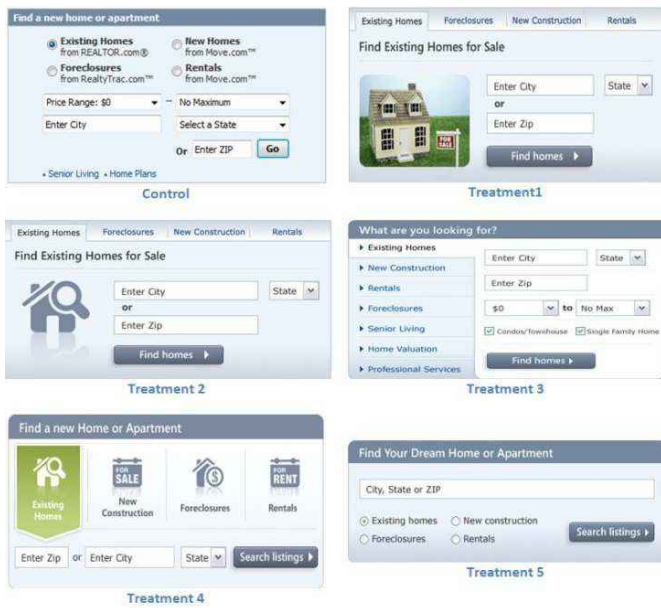 Find a new home or apartment
Existing Homes
from REALTOR.com®
New Homes
from Move.com™
Foreclosures
from RealtyTrac.com™
Rentals
from Move.com™
Price Range: $0 – No Maximum
Enter City Select a State
Or Enter ZIP Go
Senior Living Home Plans
Control
Existing Homes Foreclosures New Construction Rentals
Find Existing Homes for Sale
FOR SALE
Enter City State
or
Enter Zip
Find homes
Treatment1
Existing Homes Foreclosures New Construction Rentals
Find Existing Homes for Sale
Enter City State
or
Enter Zip
Find homes
Treatment 2
What are you looking for?
Existing Homes
New Construction
Rentals
Foreclosures
Senior Living
Home Valuation
Professional Services
Enter City State
Enter Zip
$0 to No Max
Condo/Townhouse Single Family Home
Find homes
Treatment 3
Find a new Home or Apartment
Existing
Homes
FOR
SALE
New
Construction
$
Foreclosures
FOR
RENT
Rentals
Enter Zip or Enter City State Search listings
Treatment 4
Find Your Dream Home or Apartment
City, State or ZIP
Existing homes New construction
Foreclosures Rentals
Search listings
Treatment 5